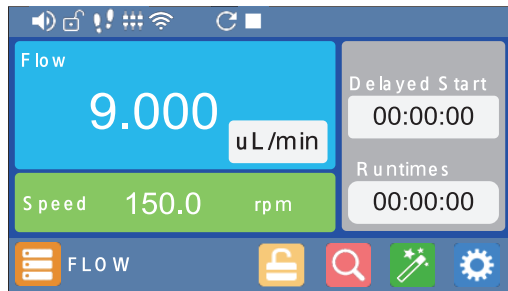 Flow
9.000
uL/min
Speed 150.0 rpm
Delayed Start
00:00:00
Runtimes
00:00:00
FLOW